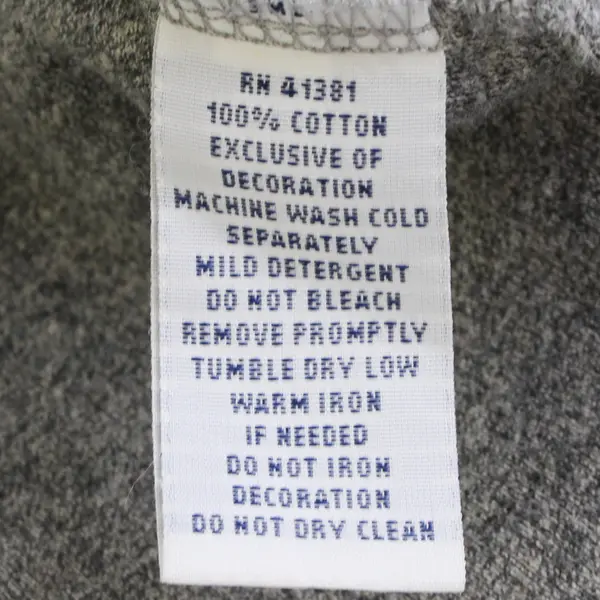 RN 41381
100% COTTON
EXCLUSIVE OF
DECORATION
MACHINE WASH COLD
SEPARATELY
MILD DETERGENT
DO NOT BLEACH
REMOVE PROMPTLY
TUMBLE DRY LOW
WARM IRON
IF NEEDED
DO NOT IRON
DECORATION
DO NOT DRY CLEAN